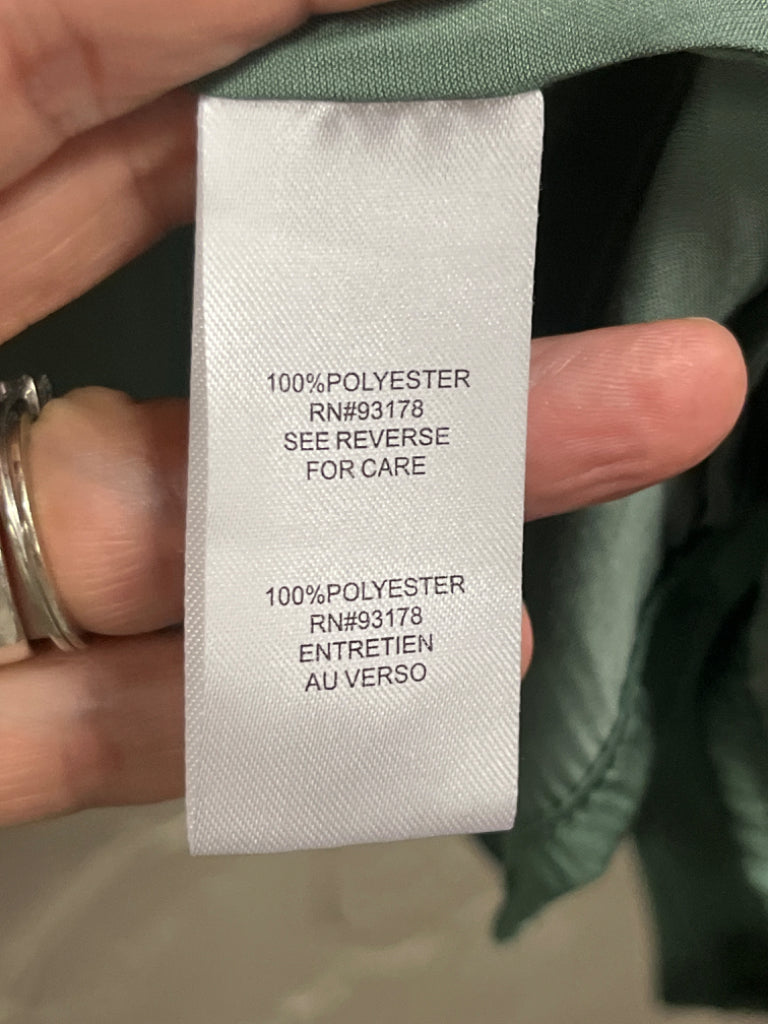 100%POLYESTER
RN#93178
SEE REVERSE
FOR CARE
100%POLYESTER
RN#93178
ENTRETIEN
AU VERSO